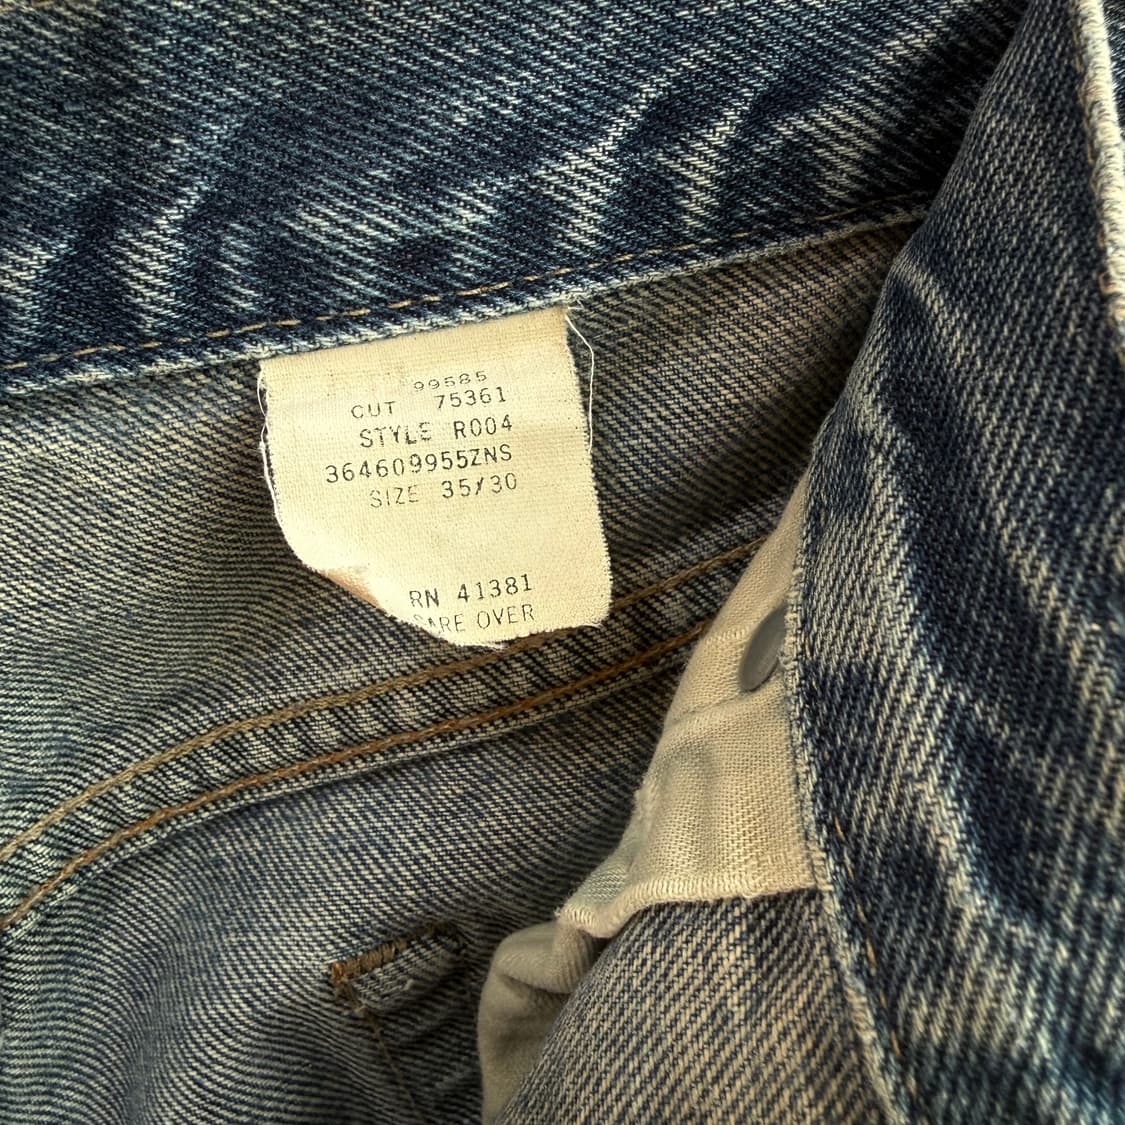 99585
CUT 75361
STYLE R004
364609955ZNS
SIZE 35/30
RN 41381
CARE OVER